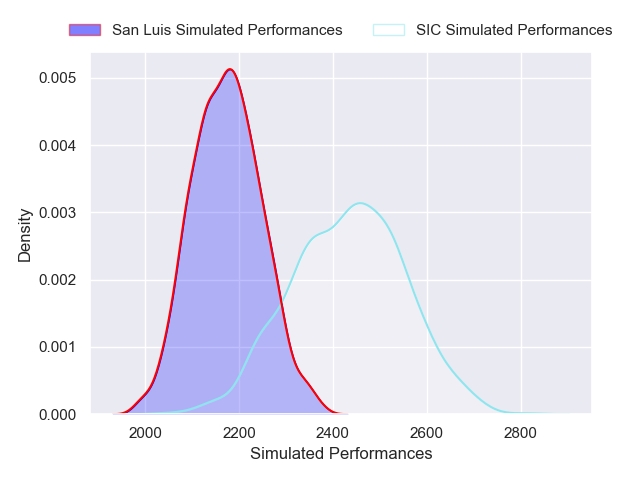 San Luis Simulated Performances
SIC Simulated Performances
0.005
0.004
0.003
0.002
0.001
0.000
Density
2000
2200
2400
2600
2800
Simulated Performances